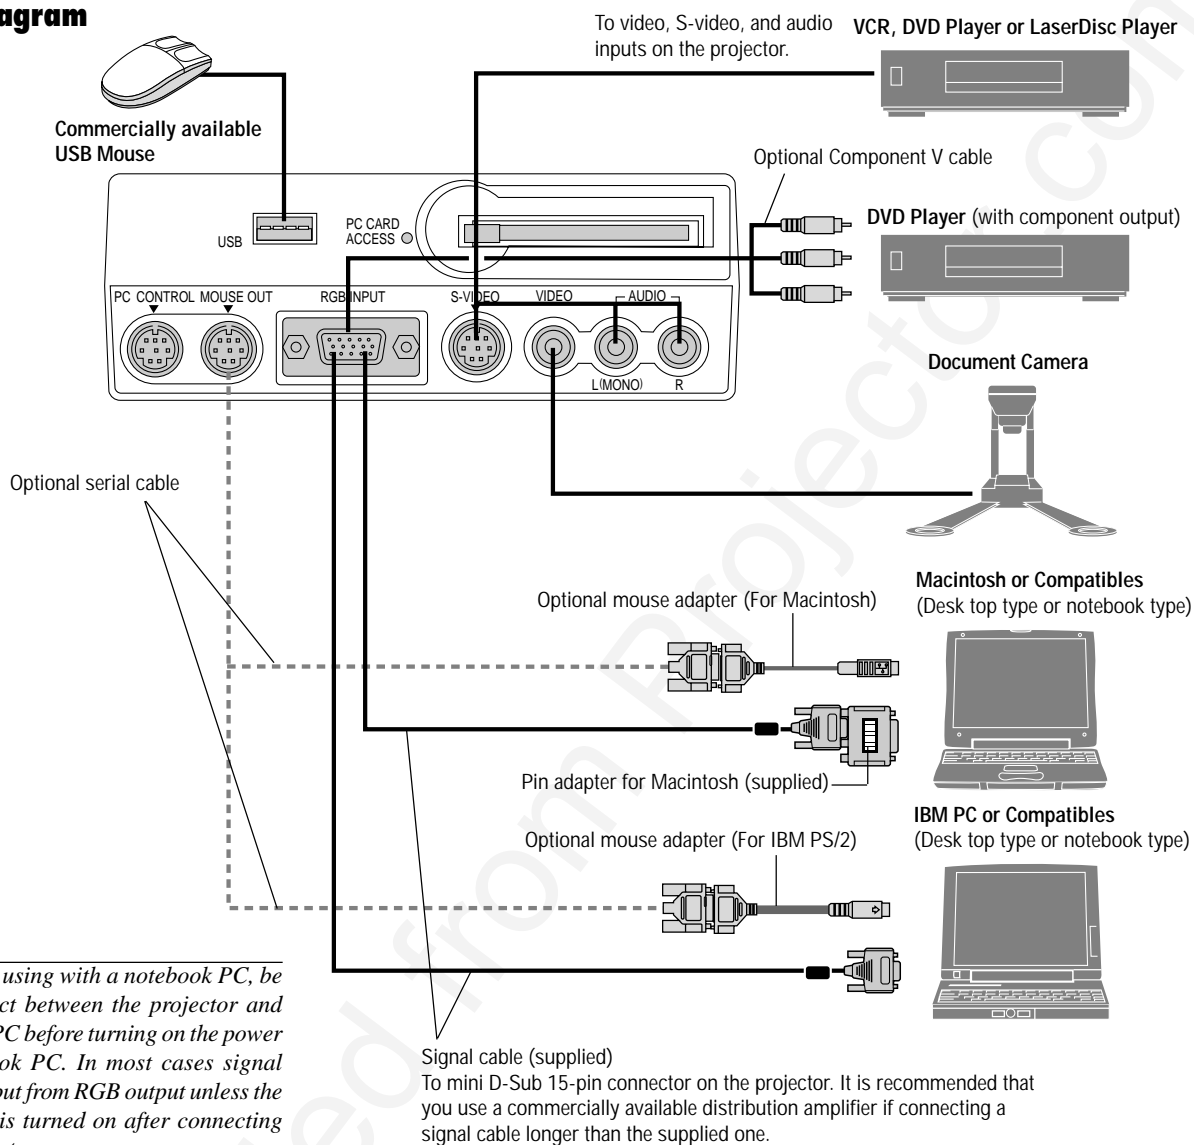 agram
To video, S-video, and audio
inputs on the projector.
VCR, DVD Player or LaserDisc Player
Commercially available
USB Mouse
Optional Component V cable
DVD Player (with component output)
USB
PC CARD
ACCESS
PC CONTROL MOUSE OUT
RGB INPUT
S-VIDEO
VIDEO
AUDIO
L(MONO)
R
Document Camera
Optional serial cable
Macintosh or Compatibles
(Desk top type or notebook type)
Optional mouse adapter (For Macintosh)
Pin adapter for Macintosh (supplied)
IBM PC or Compatibles
(Desk top type or notebook type)
Optional mouse adapter (For IBM PS/2)
using with a notebook PC, be
ct between the projector and
PC before turning on the power
ok PC. In most cases signal
out from RGB output unless the
is turned on after connecting
Signal cable (supplied)
To mini D-Sub 15-pin connector on the projector. It is recommended that
you use a commercially available distribution amplifier if connecting a
signal cable longer than the supplied one.
ed from Projector.com